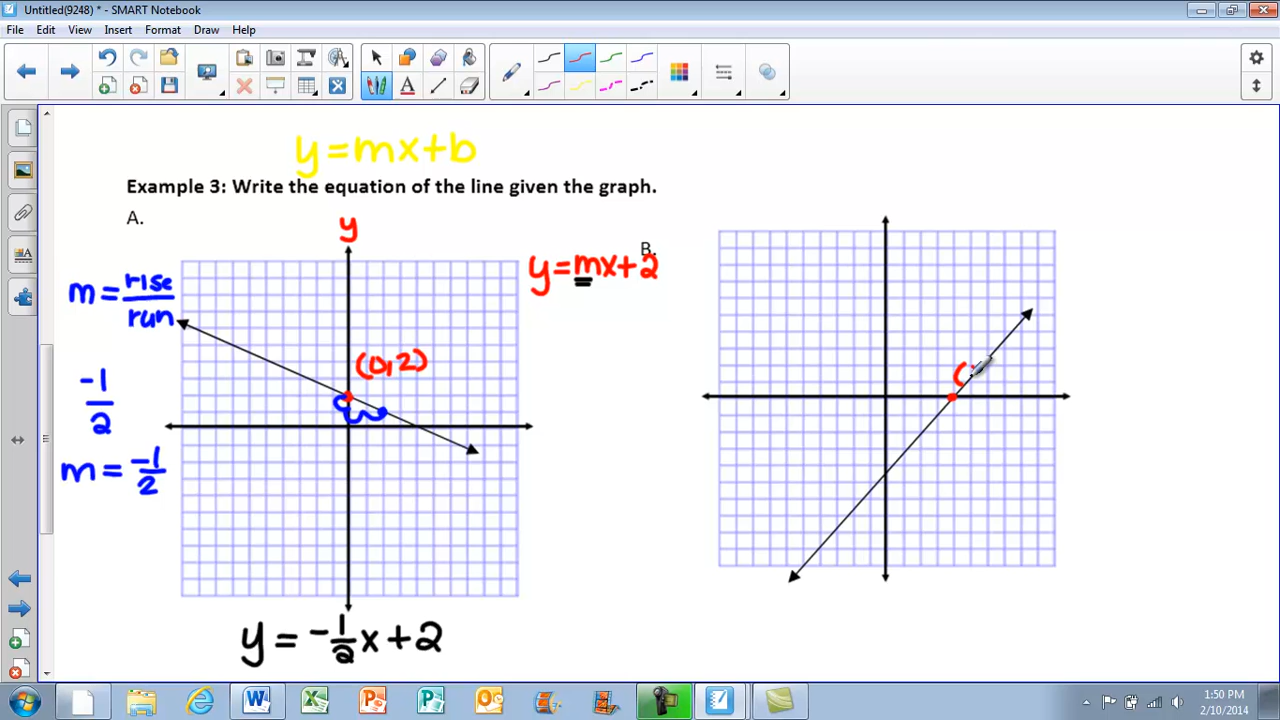 Untitled(9248) * - SMART Notebook
File Edit View Insert Format Draw Help
y=mx+b
Example 3: Write the equation of the line given the graph.
A.
y
B.
y=mx+2
m=rise/run
(0,2)
(
-1/2
m=-1/2
y=-1/2x+2
1:50 PM
2/10/2014